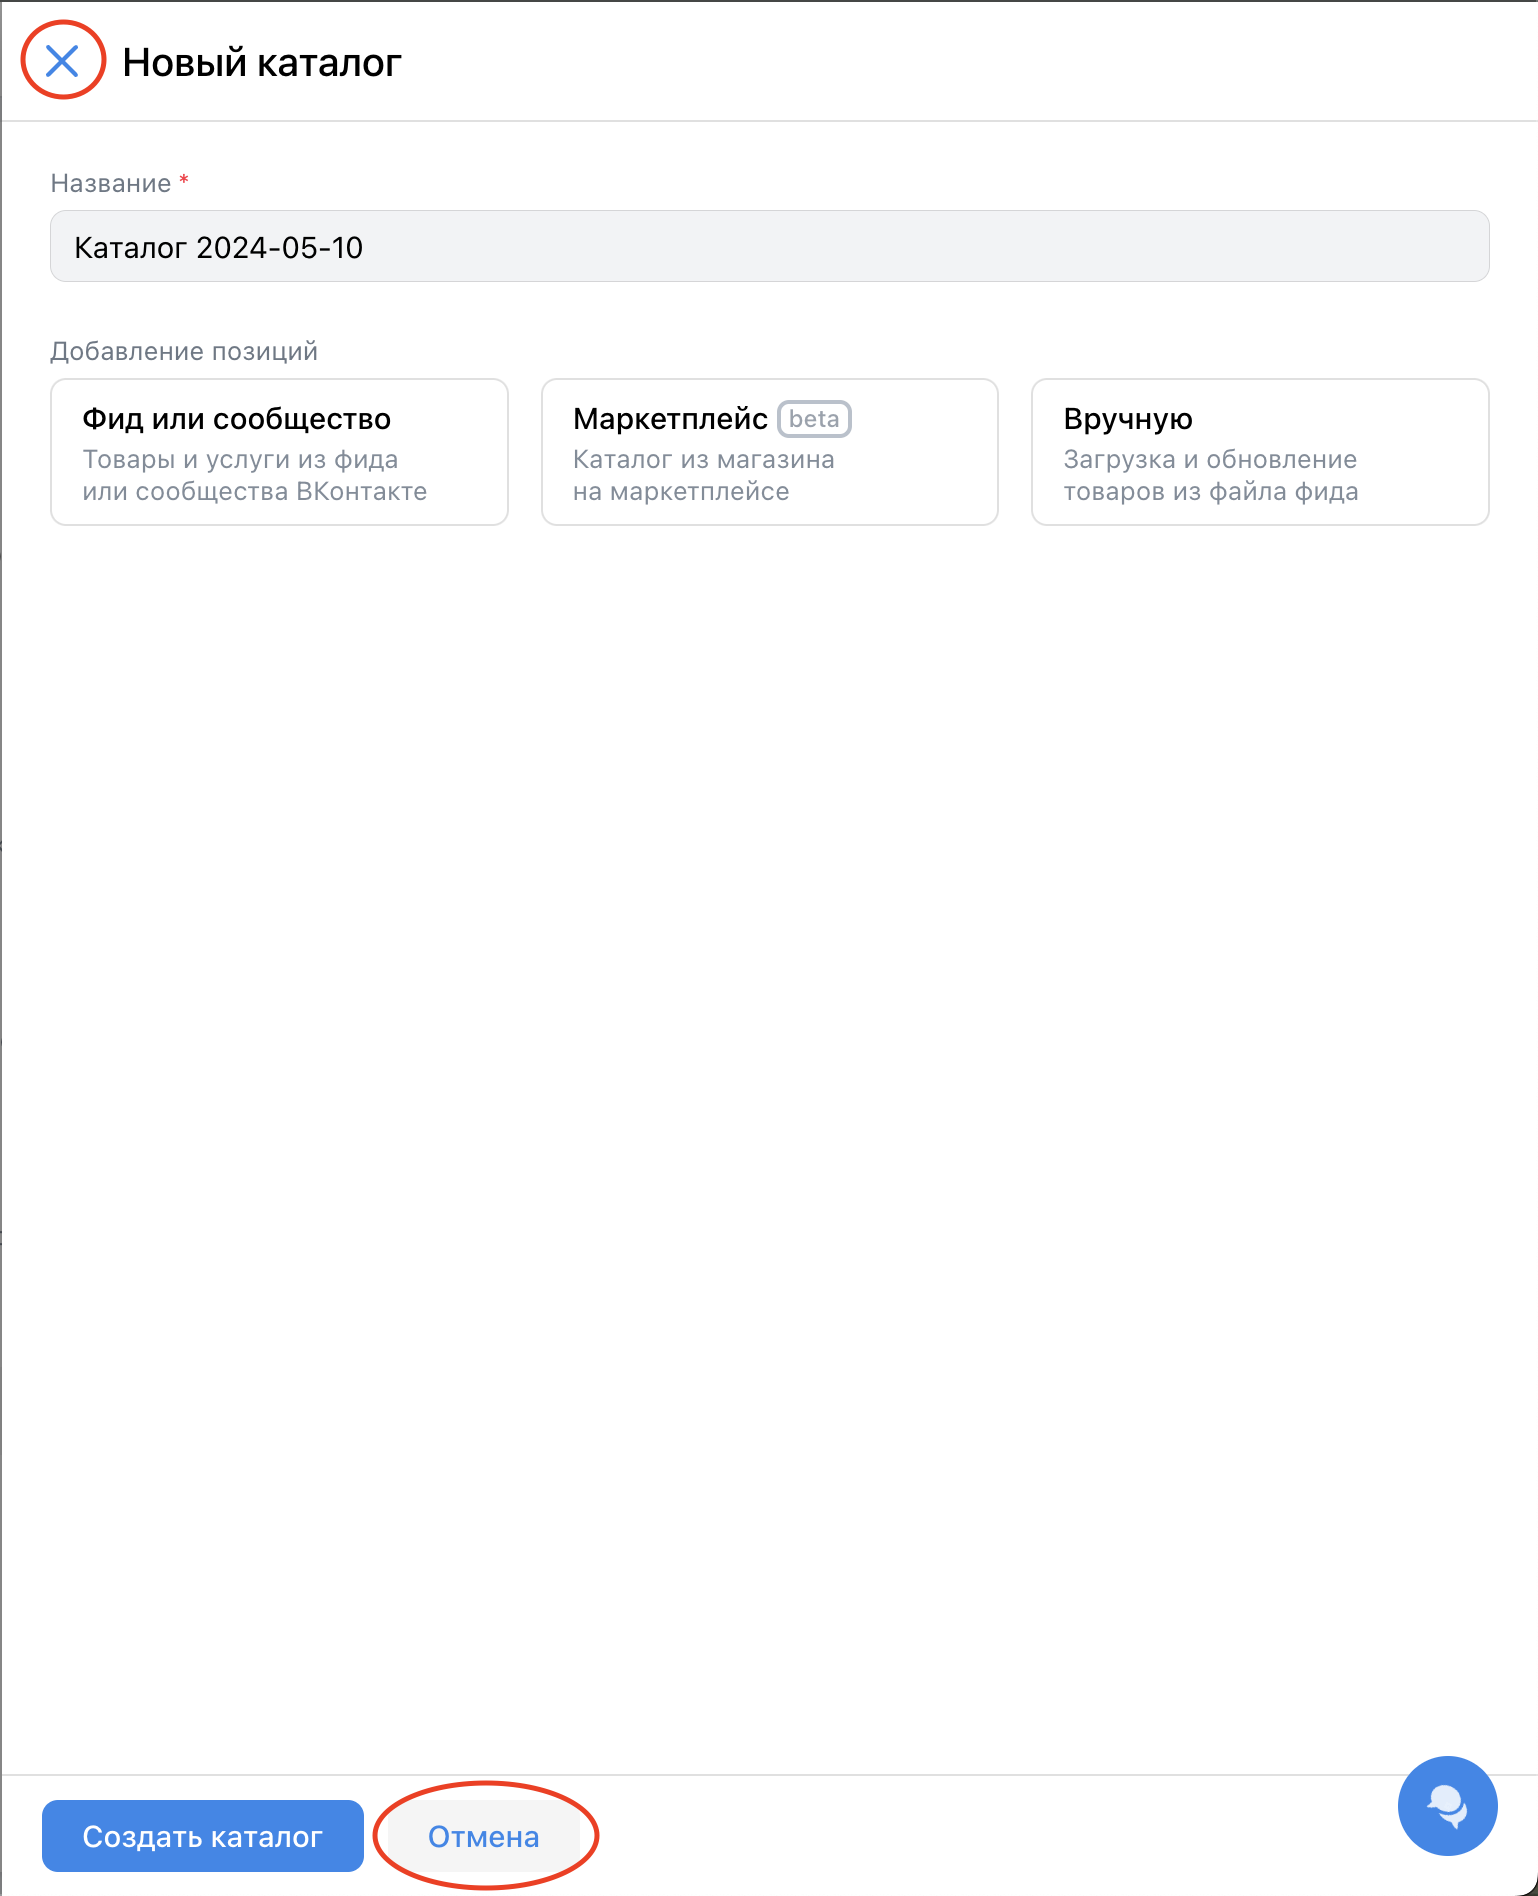 Новый каталог
Название *
Каталог 2024-05-10
Добавление позиций
Фид или сообщество
Товары и услуги из фида
или сообщества ВКонтакте
Маркетплейс beta
Каталог из магазина
на маркетплейсе
Вручную
Загрузка и обновление
товаров из файла фида
Создать каталог
Отмена